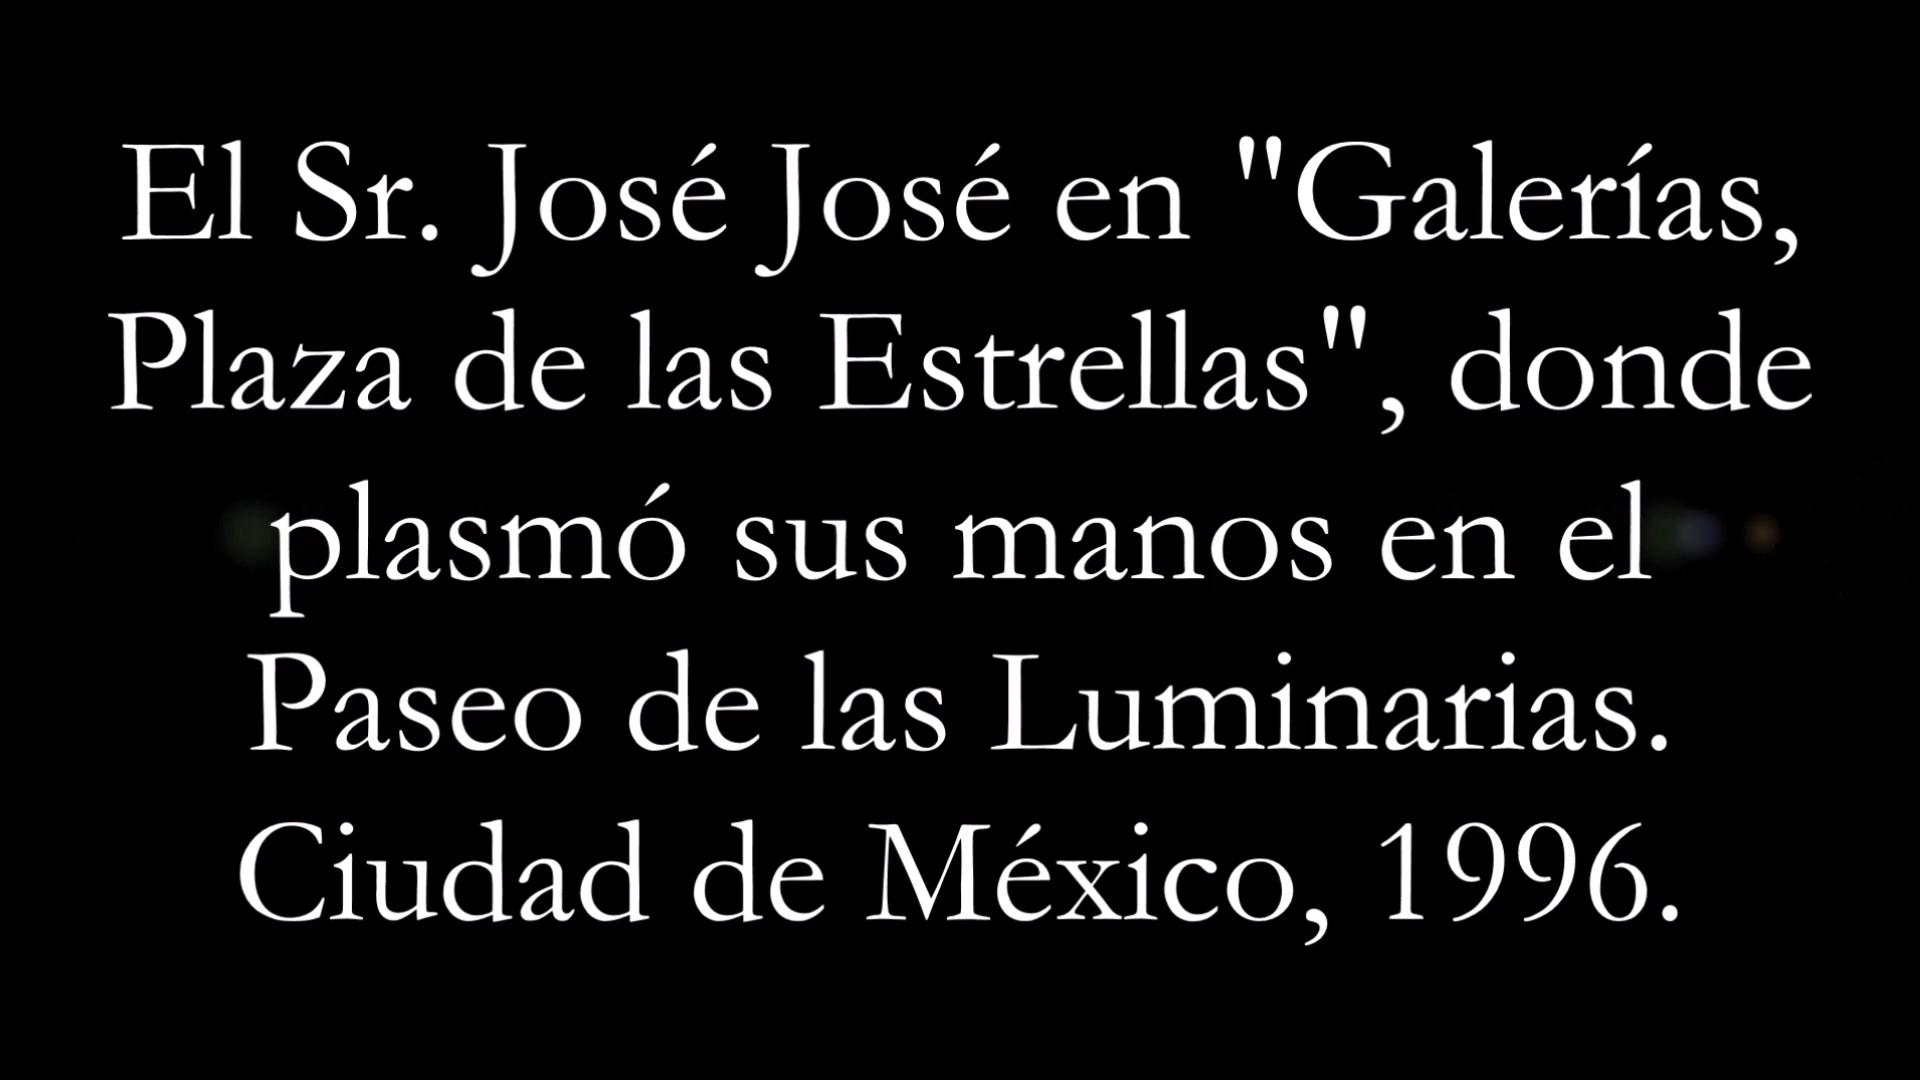 El Sr. José José en "Galerías,
Plaza de las Estrellas", donde
plasmó sus manos en el
Paseo de las Luminarias.
Ciudad de México, 1996.